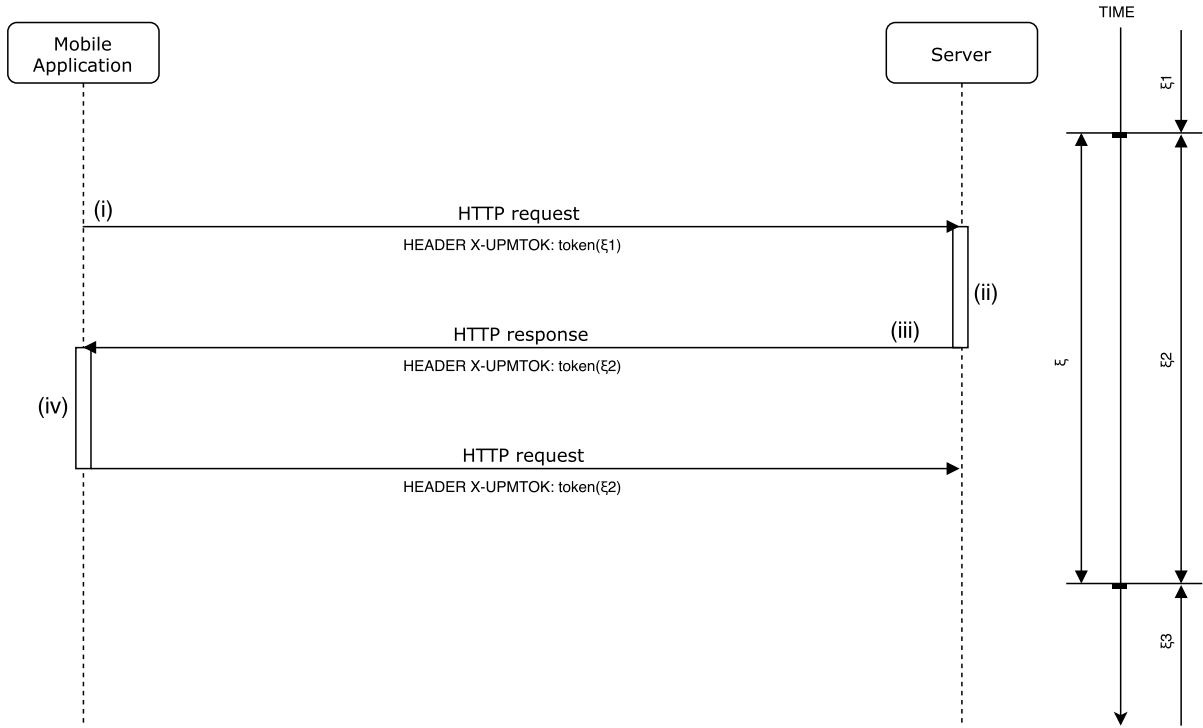 TIME
Mobile
Application
Server
ξ1
(i)
HTTP request
HEADER X-UPMTOK: token(ξ1)
(ii)
(iii)
HTTP response
HEADER X-UPMTOK: token(ξ2)
ξ
ξ2
(iv)
HTTP request
HEADER X-UPMTOK: token(ξ2)
ξ3